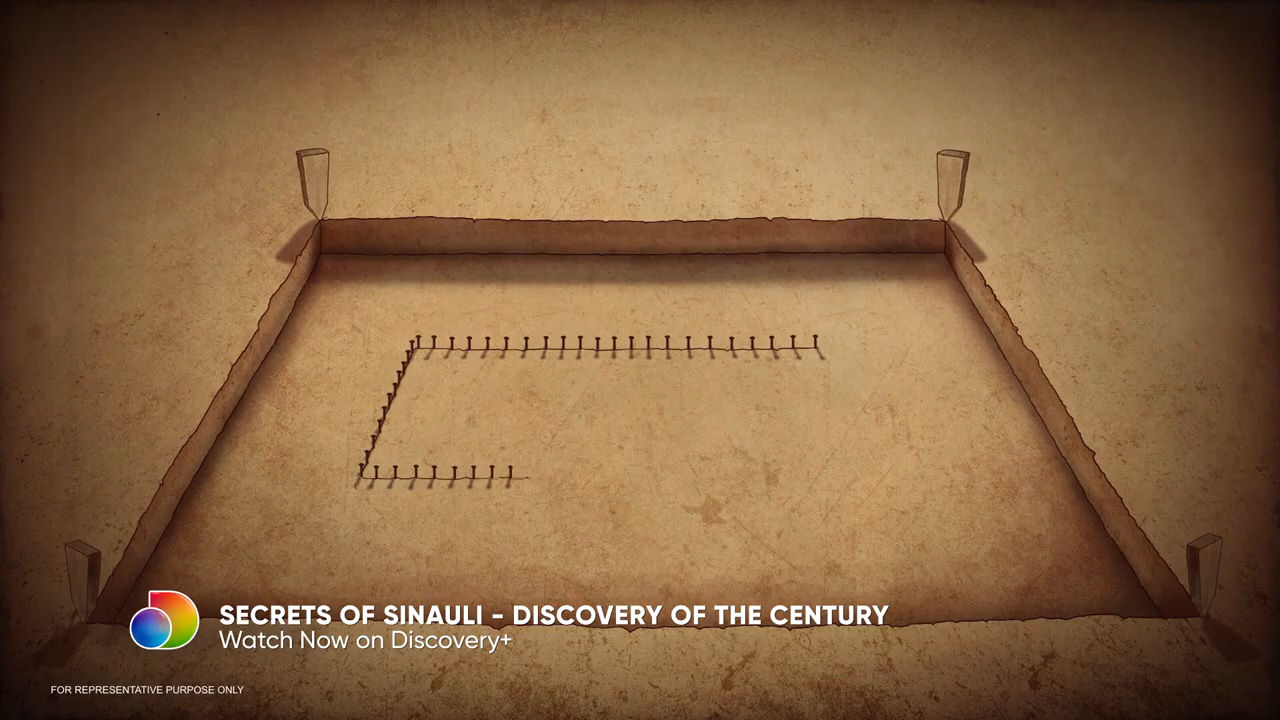 SECRETS OF SINAULI - DISCOVERY OF THE CENTURY
Watch Now on Discovery+
FOR REPRESENTATIVE PURPOSE ONLY